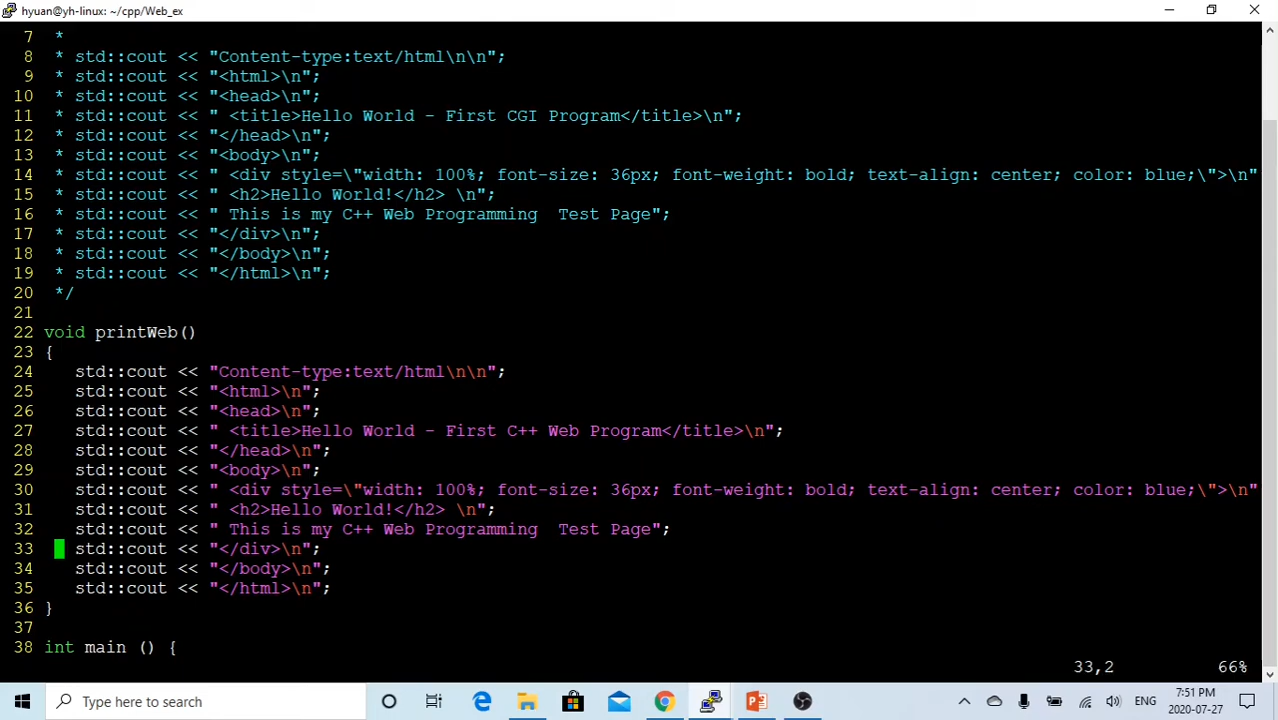 hyuan@yh-linux: ~/cpp/Web_ex
7  *
8  * std::cout << "Content-type:text/html\n\n";
9  * std::cout << "<html>\n";
10  * std::cout << "<head>\n";
11  * std::cout << " <title>Hello World - First CGI Program</title>\n";
12  * std::cout << "</head>\n";
13  * std::cout << "<body>\n";
14  * std::cout << " <div style=\"width: 100%; font-size: 36px; font-weight: bold; text-align: center; color: blue;\">\n"
15  * std::cout << " <h2>Hello World!</h2> \n";
16  * std::cout << " This is my C++ Web Programming  Test Page";
17  * std::cout << "</div>\n";
18  * std::cout << "</body>\n";
19  * std::cout << "</html>\n";
20  */
21
22 void printWeb()
23 {
24    std::cout << "Content-type:text/html\n\n";
25    std::cout << "<html>\n";
26    std::cout << "<head>\n";
27    std::cout << " <title>Hello World - First C++ Web Program</title>\n";
28    std::cout << "</head>\n";
29    std::cout << "<body>\n";
30    std::cout << " <div style=\"width: 100%; font-size: 36px; font-weight: bold; text-align: center; color: blue;\">\n"
31    std::cout << " <h2>Hello World!</h2> \n";
32    std::cout << " This is my C++ Web Programming  Test Page";
33    std::cout << "</div>\n";
34    std::cout << "</body>\n";
35    std::cout << "</html>\n";
36 }
37
38 int main () {
33,2 66%
Type here to search
ENG
7:51 PM
2020-07-27